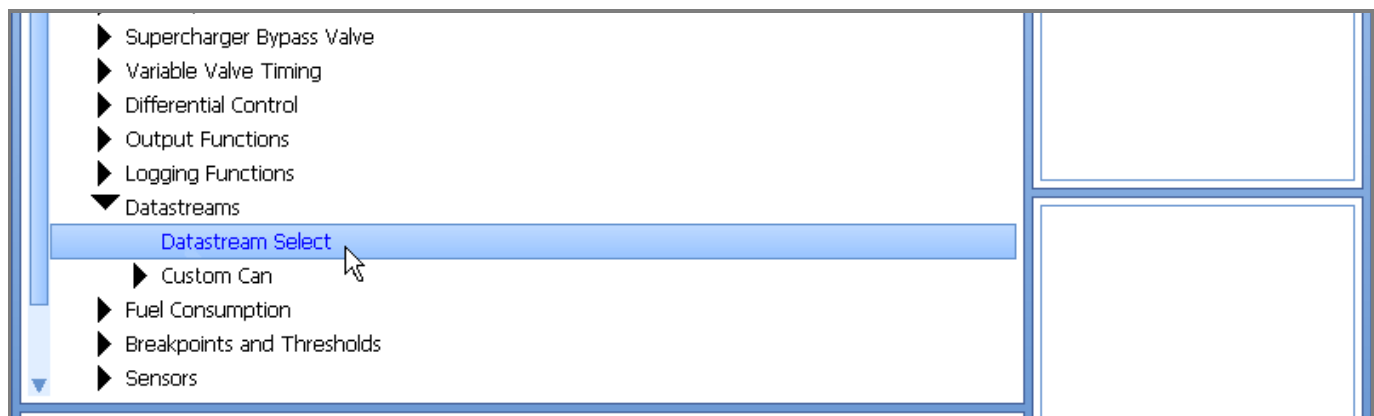 Supercharger Bypass Valve
Variable Valve Timing
Differential Control
Output Functions
Logging Functions
Datastreams
Datastream Select
Custom Can
Fuel Consumption
Breakpoints and Thresholds
Sensors